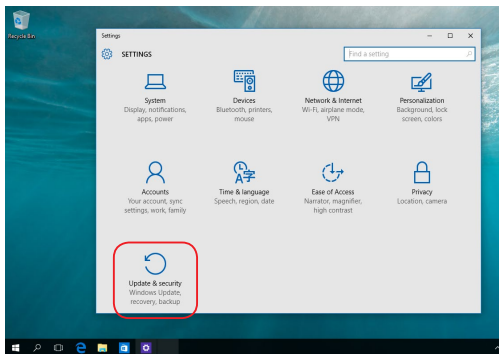 Recycle Bin
Settings
SETTINGS
Find a setting
System
Display, notifications,
apps, power
Devices
Bluetooth, printers,
mouse
Network & Internet
Wi-Fi, airplane mode,
VPN
Personalization
Background, lock
screen, colors
Accounts
Your account, sync
settings, work, family
Time & language
Speech, region, date
Ease of Access
Narrator, magnifier,
high contrast
Privacy
Location, camera
Update & security
Windows Update,
recovery, backup